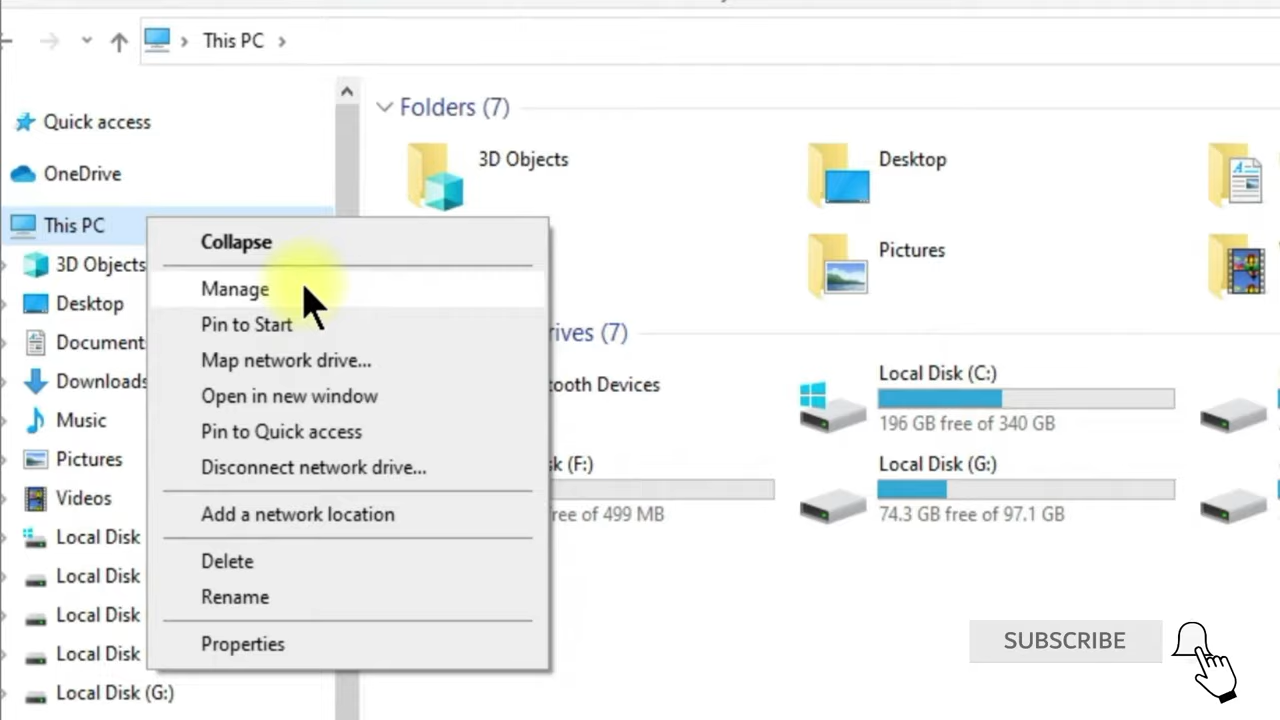 This PC
Quick access
OneDrive
This PC
3D Objects
Desktop
Document
Downloads
Music
Pictures
Videos
Local Disk
Local Disk
Local Disk
Local Disk
Local Disk (G:)
Collapse
Manage
Pin to Start
Map network drive...
Open in new window
Pin to Quick access
Disconnect network drive...
Add a network location
Delete
Rename
Properties
Folders (7)
3D Objects
Desktop
Pictures
rives (7)
tooth Devices
Local Disk (C:)
196 GB free of 340 GB
k (F:)
ree of 499 MB
Local Disk (G:)
74.3 GB free of 97.1 GB
SUBSCRIBE